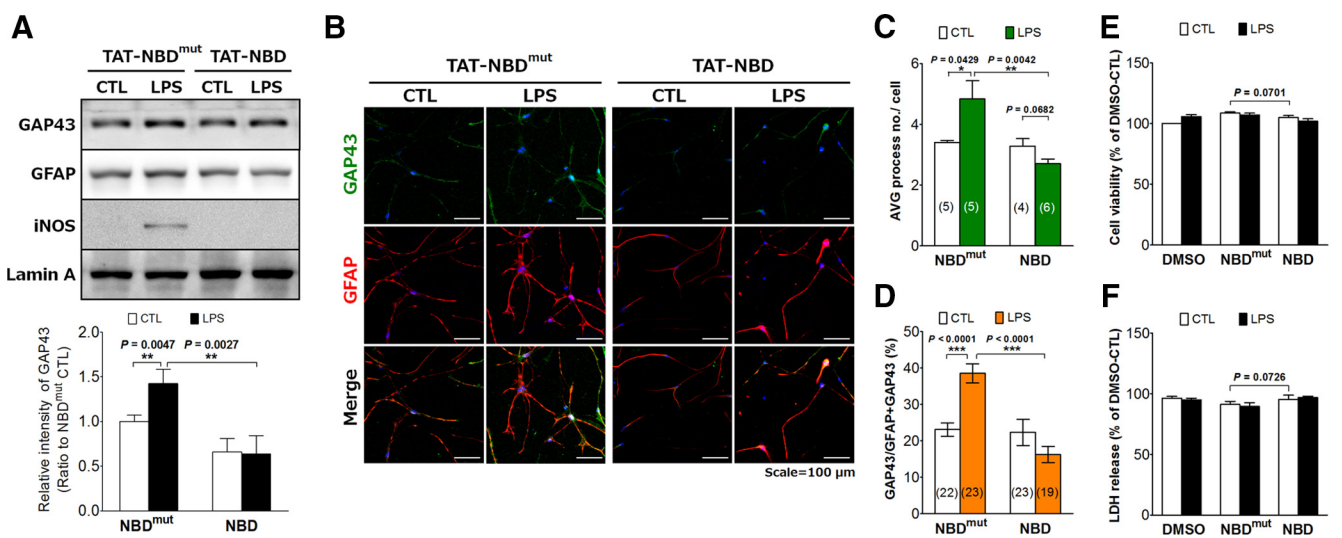 A
TAT-NBDmut TAT-NBD
CTL LPS CTL LPS
GAP43
GFAP
iNOS
Lamin A
CTL LPS
P = 0.0047 P = 0.0027
** **
Relative intensity of GAP43
(Ratio to NBDmut CTL)
2.0
1.5
1.0
0.5
0.0
NBDmut NBD
B
TAT-NBDmut TAT-NBD
CTL LPS CTL LPS
GAP43
GFAP
Merge
Scale=100 µm
C
CTL LPS
P = 0.0429 P = 0.0042
* **
P = 0.0682
AVG process no./ cell
6
4
2
0
(5) (5) (4) (6)
NBDmut NBD
D
CTL LPS
P < 0.0001 P < 0.0001
*** ***
GAP43/GFAP+GAP43 (%)
50
40
30
20
10
0
(22) (23) (23) (19)
NBDmut NBD
E
CTL LPS
P = 0.0701
Cell viability (% of DMSO-CTL)
150
100
50
0
DMSO NBDmut NBD
F
CTL LPS
P = 0.0726
LDH release (% of DMSO-CTL)
150
100
50
0
DMSO NBDmut NBD